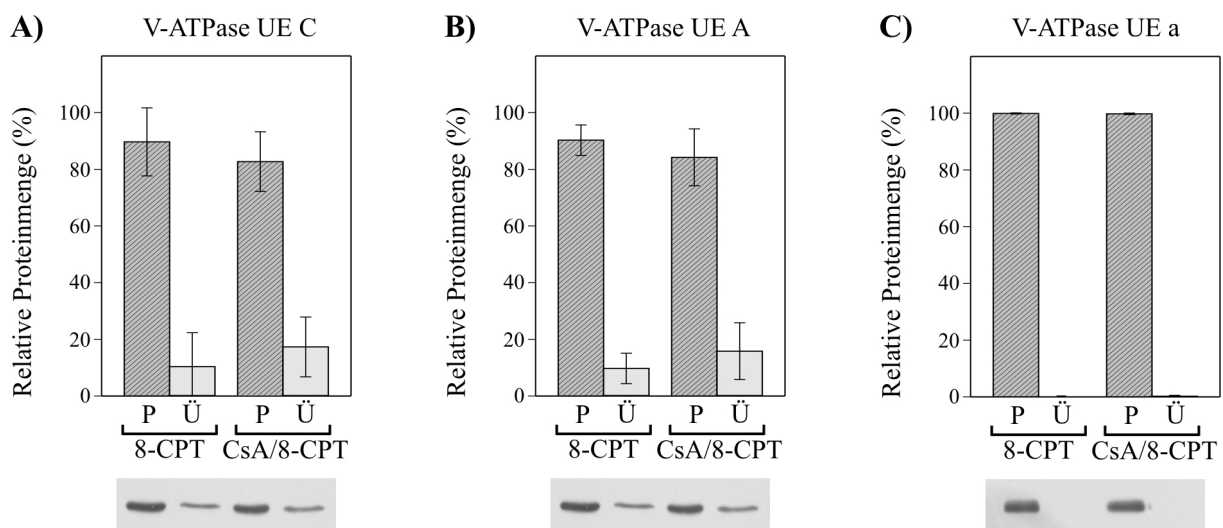 A) V-ATPase UE C
Relative Proteinmenge (%)
100
80
60
40
20
0
P Ü P Ü
8-CPT CsA/8-CPT
B) V-ATPase UE A
Relative Proteinmenge (%)
100
80
60
40
20
0
P Ü P Ü
8-CPT CsA/8-CPT
C) V-ATPase UE a
Relative Proteinmenge (%)
100
80
60
40
20
0
P Ü P Ü
8-CPT CsA/8-CPT